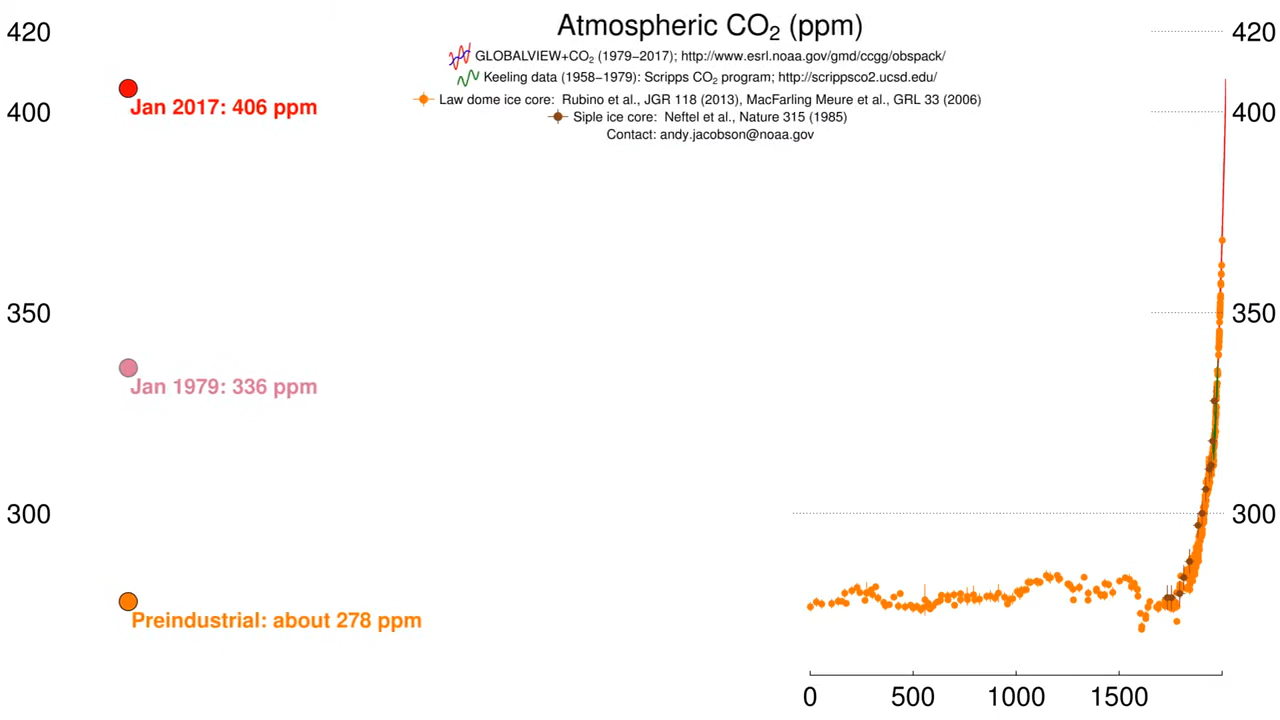 Atmospheric CO₂ (ppm)
GLOBALVIEW+CO₂ (1979−2017); http://www.esrl.noaa.gov/gmd/ccgg/obspack/
Keeling data (1958−1979): Scripps CO₂ program; http://scrippsco2.ucsd.edu/
Law dome ice core: Rubino et al., JGR 118 (2013), MacFarling Meure et al., GRL 33 (2006)
Siple ice core: Neftel et al., Nature 315 (1985)
Contact: andy.jacobson@noaa.gov
420
400
350
300
Jan 2017: 406 ppm
Jan 1979: 336 ppm
Preindustrial: about 278 ppm
420
400
350
300
0 500 1000 1500